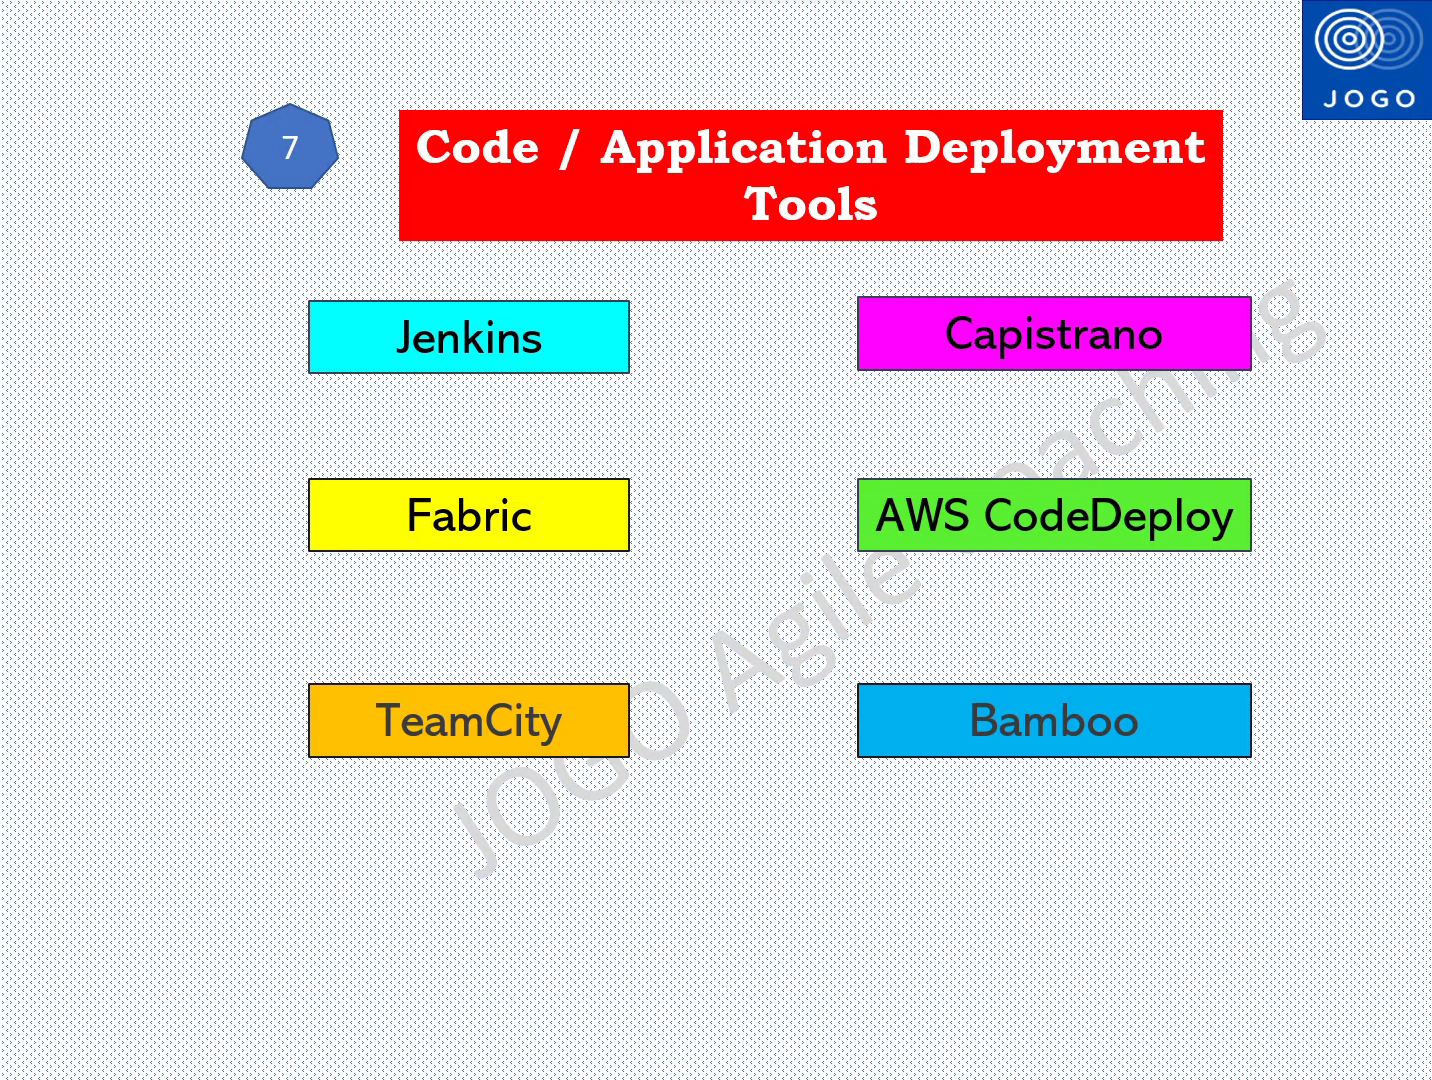 JOGO
7
Code / Application Deployment
Tools
Jenkins
Capistrano
Fabric
AWS CodeDeploy
TeamCity
Bamboo
JOGO Agile Coaching